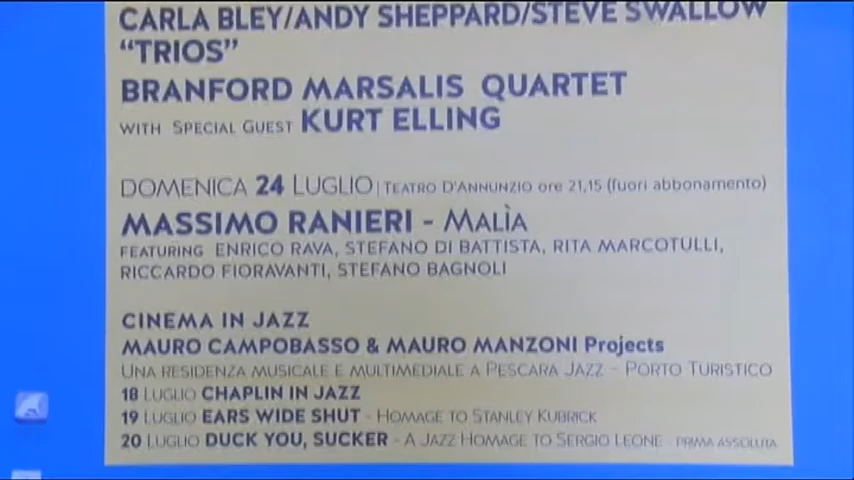 CARLA BLEY/ANDY SHEPPARD/STEVE SWALLOW
"TRIOS"
BRANFORD MARSALIS QUARTET
WITH SPECIAL GUEST KURT ELLING
DOMENICA 24 LUGLIO | TEATRO D'ANNUNZIO ore 21,15 (fuori abbonamento)
MASSIMO RANIERI - MALÌA
FEATURING ENRICO RAVA, STEFANO DI BATTISTA, RITA MARCOTULLI,
RICCARDO FIORAVANTI, STEFANO BAGNOLI
CINEMA IN JAZZ
MAURO CAMPOBASSO & MAURO MANZONI Projects
UNA RESIDENZA MUSICALE E MULTIMEDIALE A PESCARA JAZZ - PORTO TURISTICO
18 LUGLIO CHAPLIN IN JAZZ
19 LUGLIO EARS WIDE SHUT - HOMAGE TO STANLEY KUBRICK
20 LUGLIO DUCK YOU, SUCKER - A JAZZ HOMAGE TO SERGIO LEONE - PRIMA ASSOLUTA